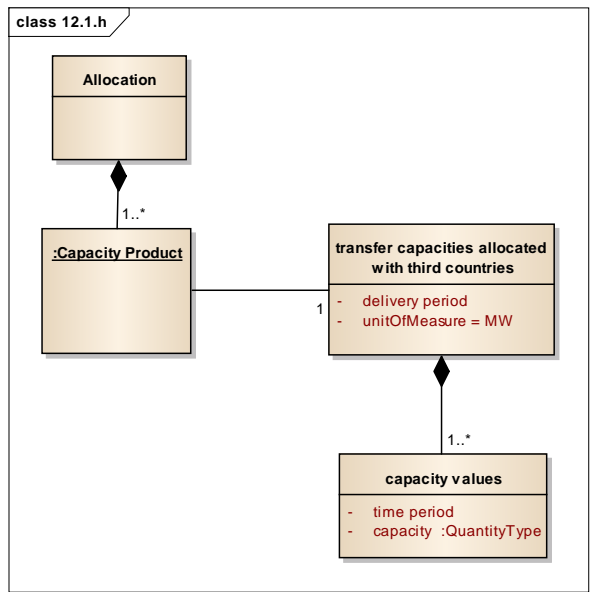 class 12.1.h
Allocation
1..*
:Capacity Product
1
transfer capacities allocated
with third countries
- delivery period
- unitOfMeasure = MW
1..*
capacity values
- time period
- capacity :QuantityType